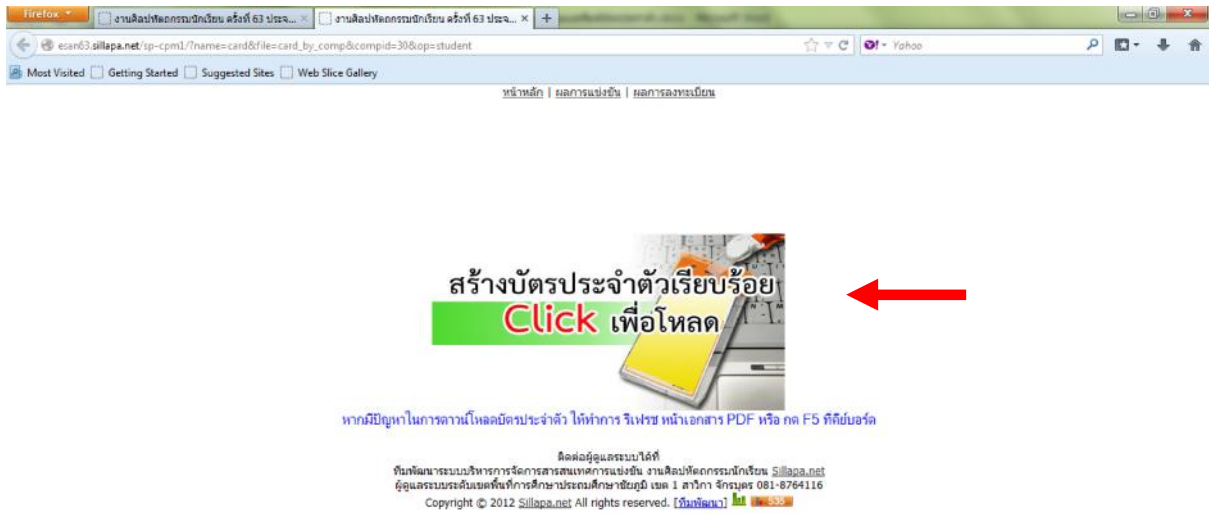 Firefox
งานศิลปหัตถกรรมนักเรียน ครั้งที่ 63 ประจ...
งานศิลปหัตถกรรมนักเรียน ครั้งที่ 63 ประจ...
esan63.sillapa.net/sp-cpm1/?name=card&file=card_by_comp&compid=30&op=student
Yahoo
Most Visited Getting Started Suggested Sites Web Slice Gallery
หน้าหลัก | ผลการแข่งขัน | ผลการลงทะเบียน
สร้างบัตรประจำตัวเรียบร้อย
Click เพื่อโหลด
หากมีปัญหาในการดาวน์โหลดบัตรประจำตัว ให้ทำการ รีเฟรช หน้าเอกสาร PDF หรือ กด F5 ที่คีย์บอร์ด
ติดต่อผู้ดูแลระบบได้ที่
ทีมพัฒนาระบบบริหารการจัดการสารสนเทศการแข่งขัน งานศิลปหัตถกรรมนักเรียน Sillapa.net
ผู้ดูแลระบบระดับเขตพื้นที่การศึกษาประถมศึกษาชัยภูมิ เขต 1 สาวิกา จักรบุตร 081-8764116
Copyright © 2012 Sillapa.net All rights reserved. [ทีมพัฒนา]